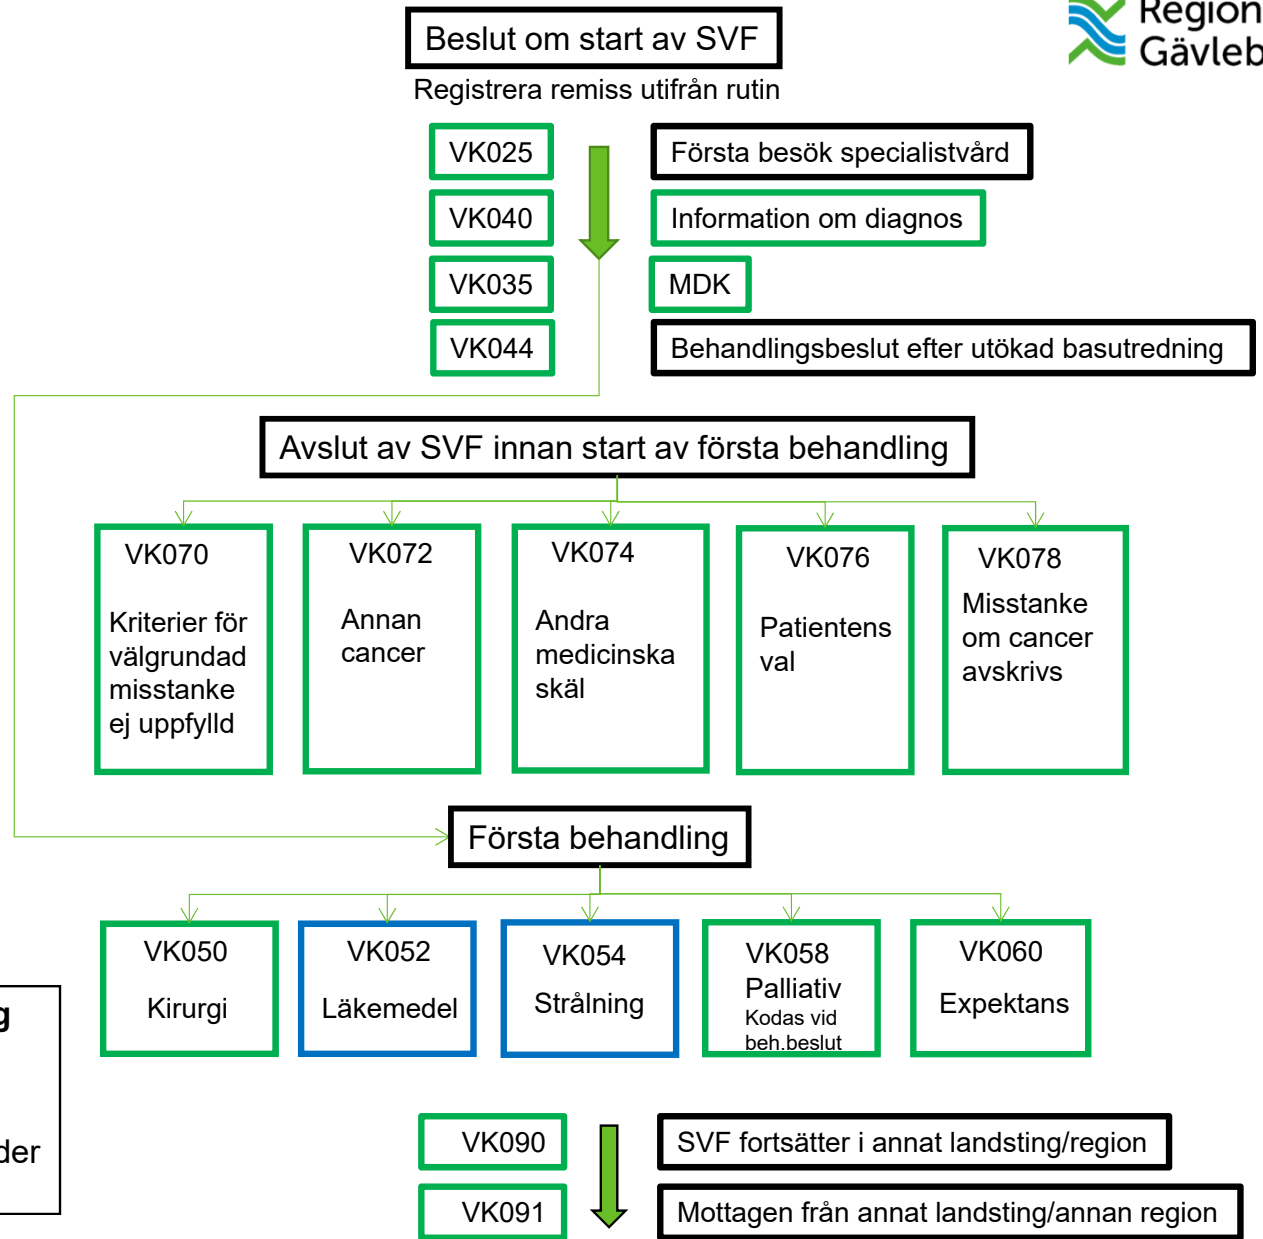 Region
Gävleb
Beslut om start av SVF
Registrera remiss utifrån rutin
VK025
Första besök specialistvård
VK040
Information om diagnos
VK035
MDK
VK044
Behandlingsbeslut efter utökad basutredning
Avslut av SVF innan start av första behandling
VK070
Kriterier för
välgrundad
misstanke
ej uppfylld
VK072
Annan
cancer
VK074
Andra
medicinska
skäl
VK076
Patientens
val
VK078
Misstanke
om cancer
avskrivs
Första behandling
VK050
Kirurgi
VK052
Läkemedel
VK054
Strålning
VK058
Palliativ
Kodas vid
beh.beslut
VK060
Expektans
g
der
VK090
SVF fortsätter i annat landsting/region
VK091
Mottagen från annat landsting/annan region